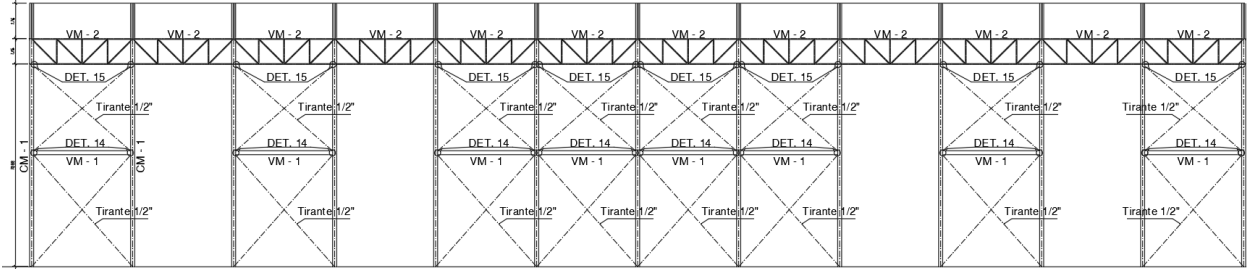 VM - 2 VM - 2 VM - 2 VM - 2 VM - 2 VM - 2 VM - 2 VM - 2 VM - 2 VM - 2 VM - 2 VM - 2
DET. 15 DET. 15 DET. 15 DET. 15 DET. 15 DET. 15 DET. 15 DET. 15
Tirante 1/2" Tirante 1/2" Tirante 1/2" Tirante 1/2" Tirante 1/2" Tirante 1/2" Tirante 1/2" Tirante 1/2"
CM - 1 CM - 1
DET. 14 DET. 14 DET. 14 DET. 14 DET. 14 DET. 14 DET. 14 DET. 14
VM - 1 VM - 1 VM - 1 VM - 1 VM - 1 VM - 1 VM - 1 VM - 1
Tirante 1/2" Tirante 1/2" Tirante 1/2" Tirante 1/2" Tirante 1/2" Tirante 1/2" Tirante 1/2" Tirante 1/2"